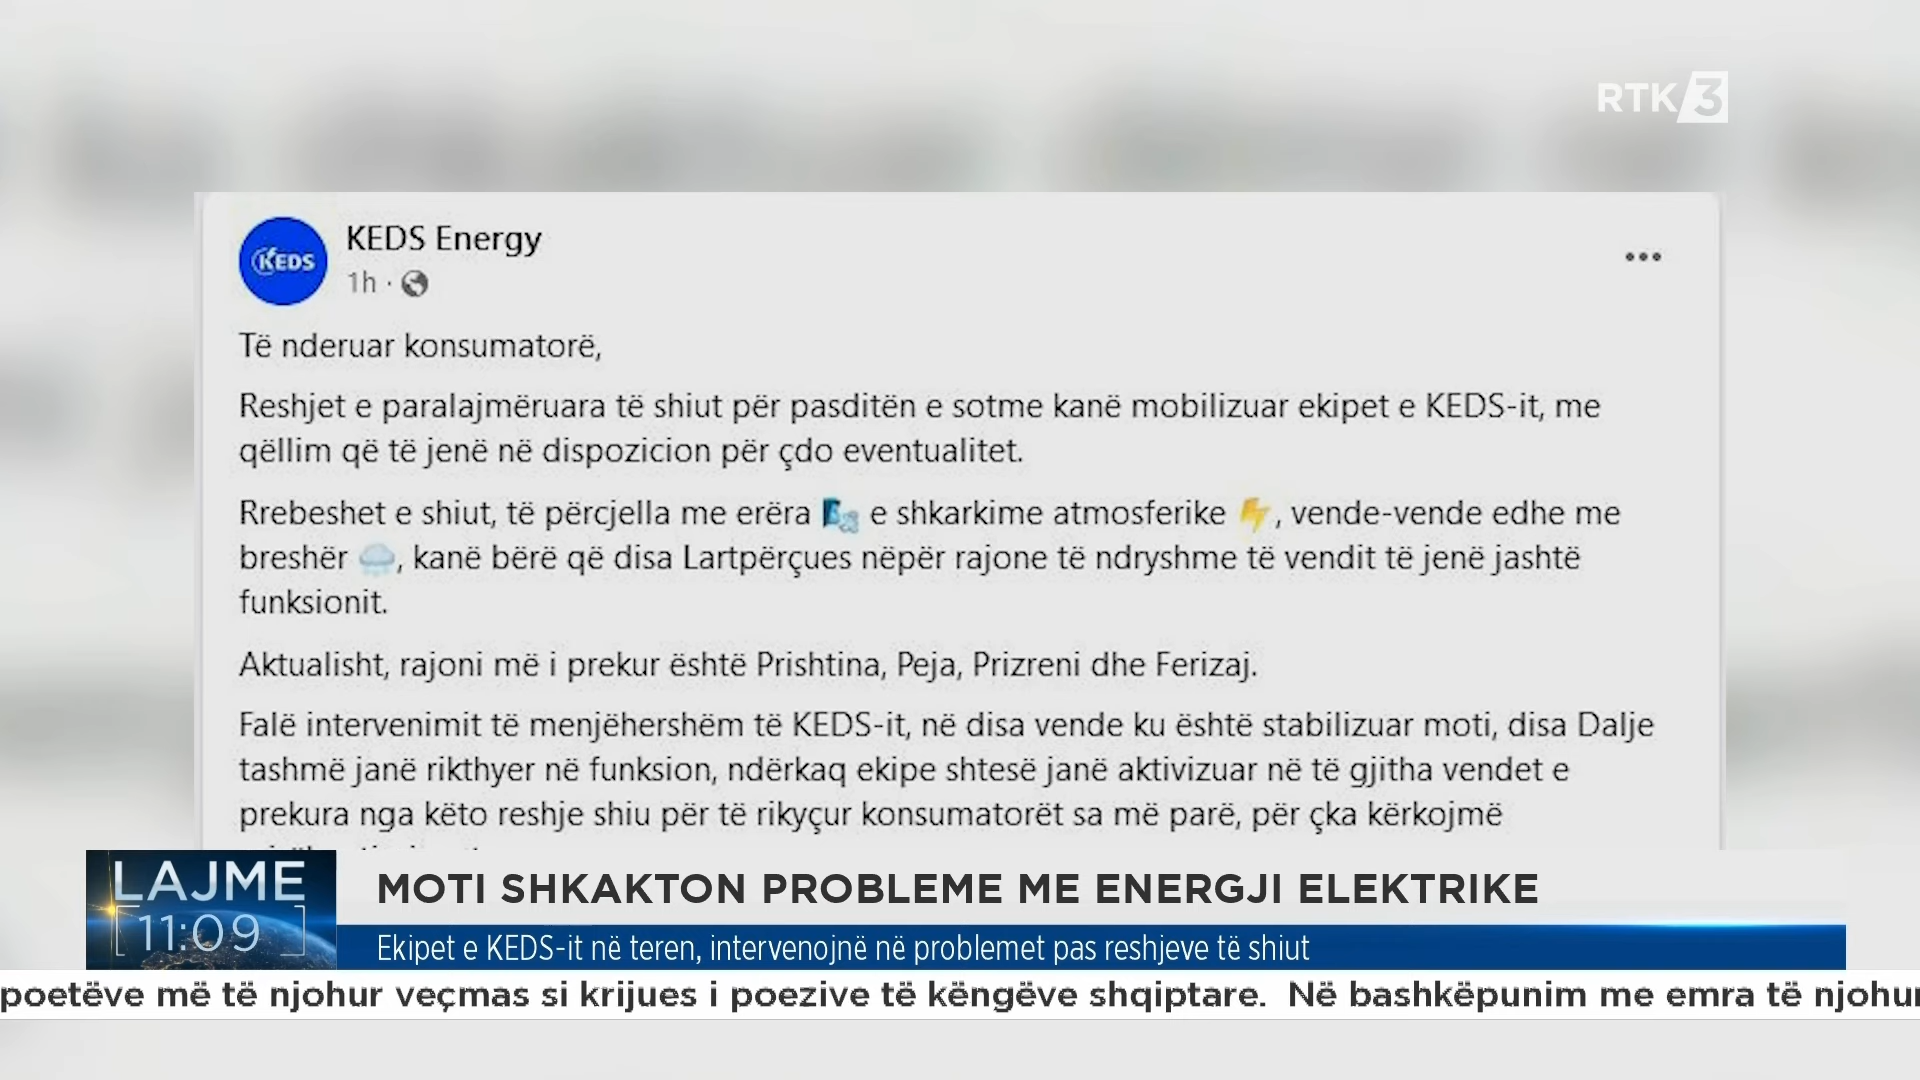 RTK 3
KEDS
KEDS Energy
1h ·
Të nderuar konsumatorë,
Reshjet e paralajmëruara të shiut për pasditën e sotme kanë mobilizuar ekipet e KEDS-it, me
qëllim që të jenë në dispozicion për çdo eventualitet.
Rrebeshet e shiut, të përcjella me erëra 🌬 e shkarkime atmosferike ⚡, vende-vende edhe me
breshër 🌨, kanë bërë që disa Lartpërçues nëpër rajone të ndryshme të vendit të jenë jashtë
funksionit.
Aktualisht, rajoni më i prekur është Prishtina, Peja, Prizreni dhe Ferizaj.
Falë intervenimit të menjëhershëm të KEDS-it, në disa vende ku është stabilizuar moti, disa Dalje
tashmë janë rikthyer në funksion, ndërkaq ekipe shtesë janë aktivizuar në të gjitha vendet e
prekura nga këto reshje shiu për të rikyçur konsumatorët sa më parë, për çka kërkojmë
LAJME
11:09
MOTI SHKAKTON PROBLEME ME ENERGJI ELEKTRIKE
Ekipet e KEDS-it në teren, intervenojnë në problemet pas reshjeve të shiut
poetëve më të njohur veçmas si krijues i poezive të këngëve shqiptare. Në bashkëpunim me emra të njohur